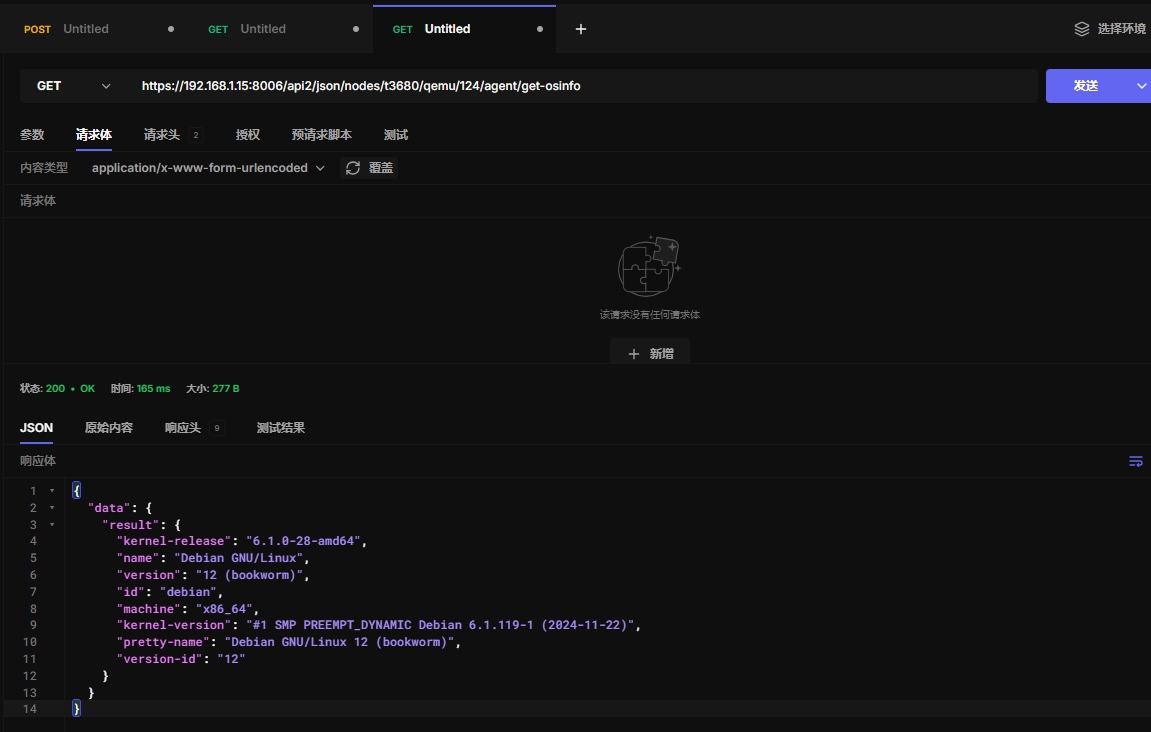 POST Untitled GET Untitled GET Untitled + 选择环境
GET https://192.168.1.15:8006/api2/json/nodes/t3680/qemu/124/agent/get-osinfo 发送
参数 请求体 请求头 2 授权 预请求脚本 测试
内容类型 application/x-www-form-urlencoded 覆盖
请求体
该请求没有任何请求体
+ 新增
状态: 200 • OK 时间: 165 ms 大小: 277 B
JSON 原始内容 响应头 9 测试结果
响应体
1 {
2 "data": {
3 "result": {
4 "kernel-release": "6.1.0-28-amd64",
5 "name": "Debian GNU/Linux",
6 "version": "12 (bookworm)",
7 "id": "debian",
8 "machine": "x86_64",
9 "kernel-version": "#1 SMP PREEMPT_DYNAMIC Debian 6.1.119-1 (2024-11-22)",
10 "pretty-name": "Debian GNU/Linux 12 (bookworm)",
11 "version-id": "12"
12 }
13 }
14 }